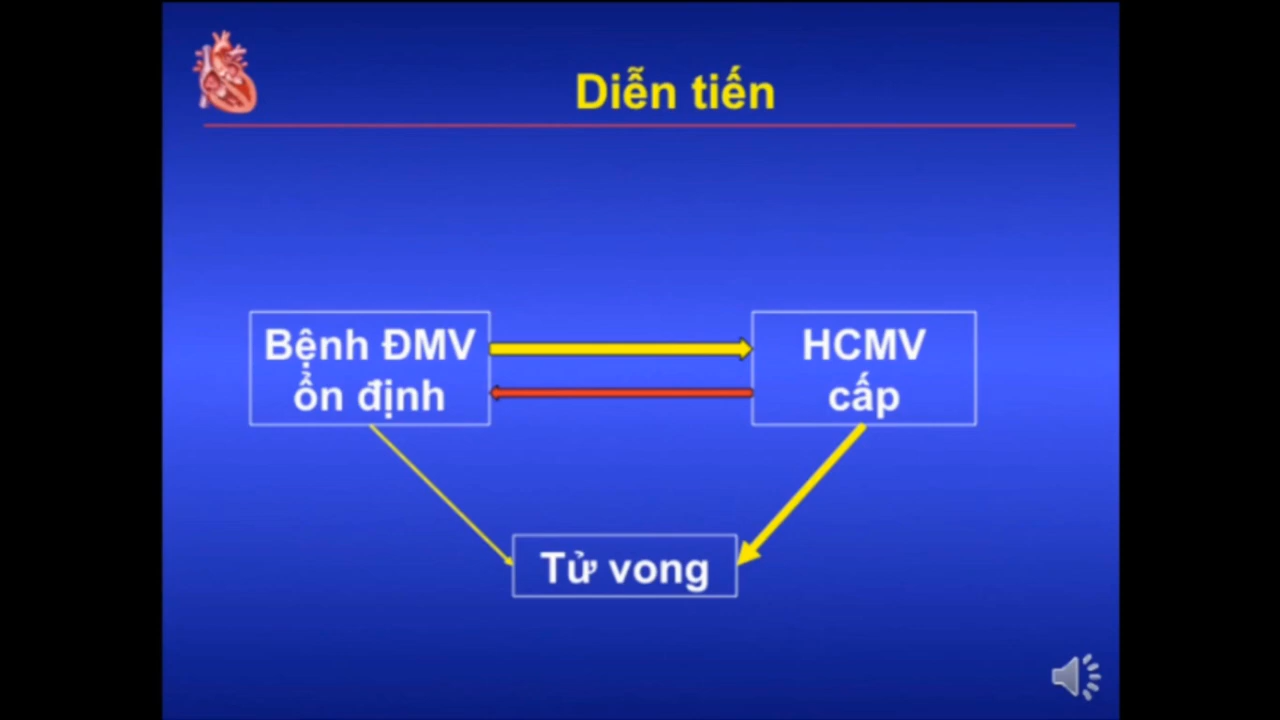 Diễn tiến
Bệnh ĐMV
ổn định
HCMV
cấp
Tử vong